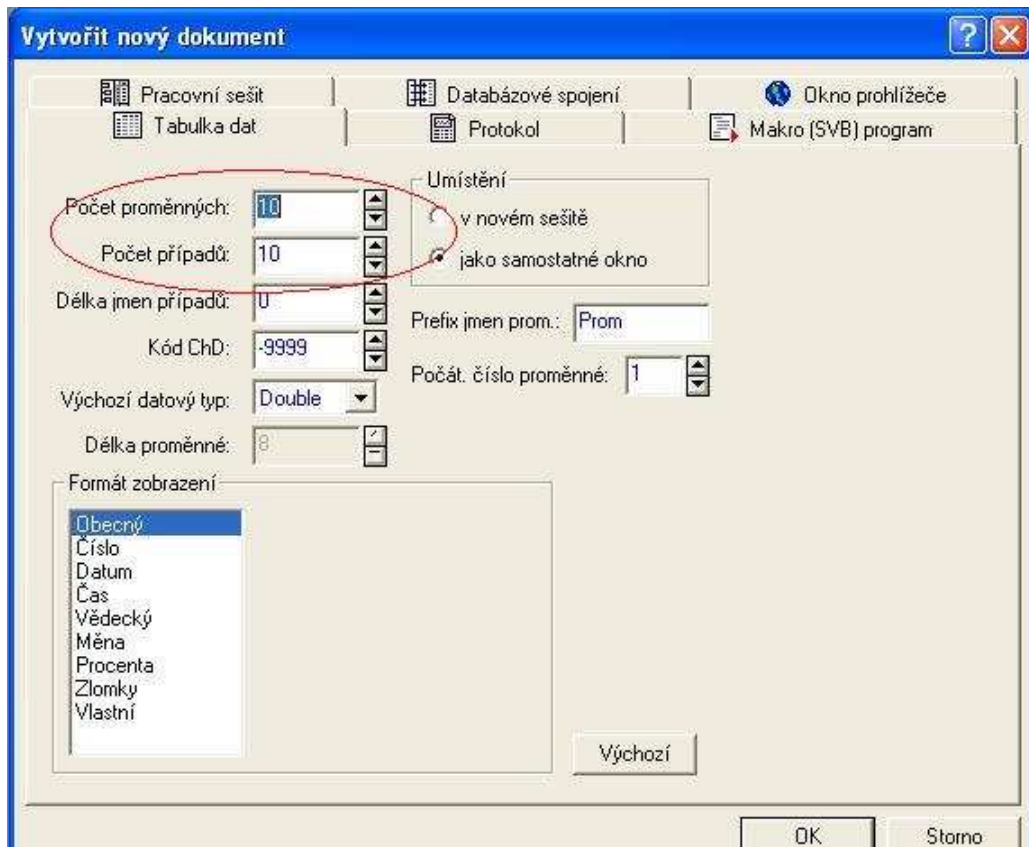 Vytvořit nový dokument
Pracovní sešit
Databázové spojení
Okno prohlížeče
Tabulka dat
Protokol
Makro (SVB) program
Počet proměnných: 10
Počet případů: 10
Délka jmen případů: 0
Kód ChD: -9999
Výchozí datový typ: Double
Délka proměnné: 8
Umístění
v novém sešitě
jako samostatné okno
Prefix jmen prom.: Prom
Počát. číslo proměnné: 1
Formát zobrazení
Obecný
Číslo
Datum
Čas
Vědecký
Měna
Procenta
Zlomky
Vlastní
Výchozí
OK
Storno